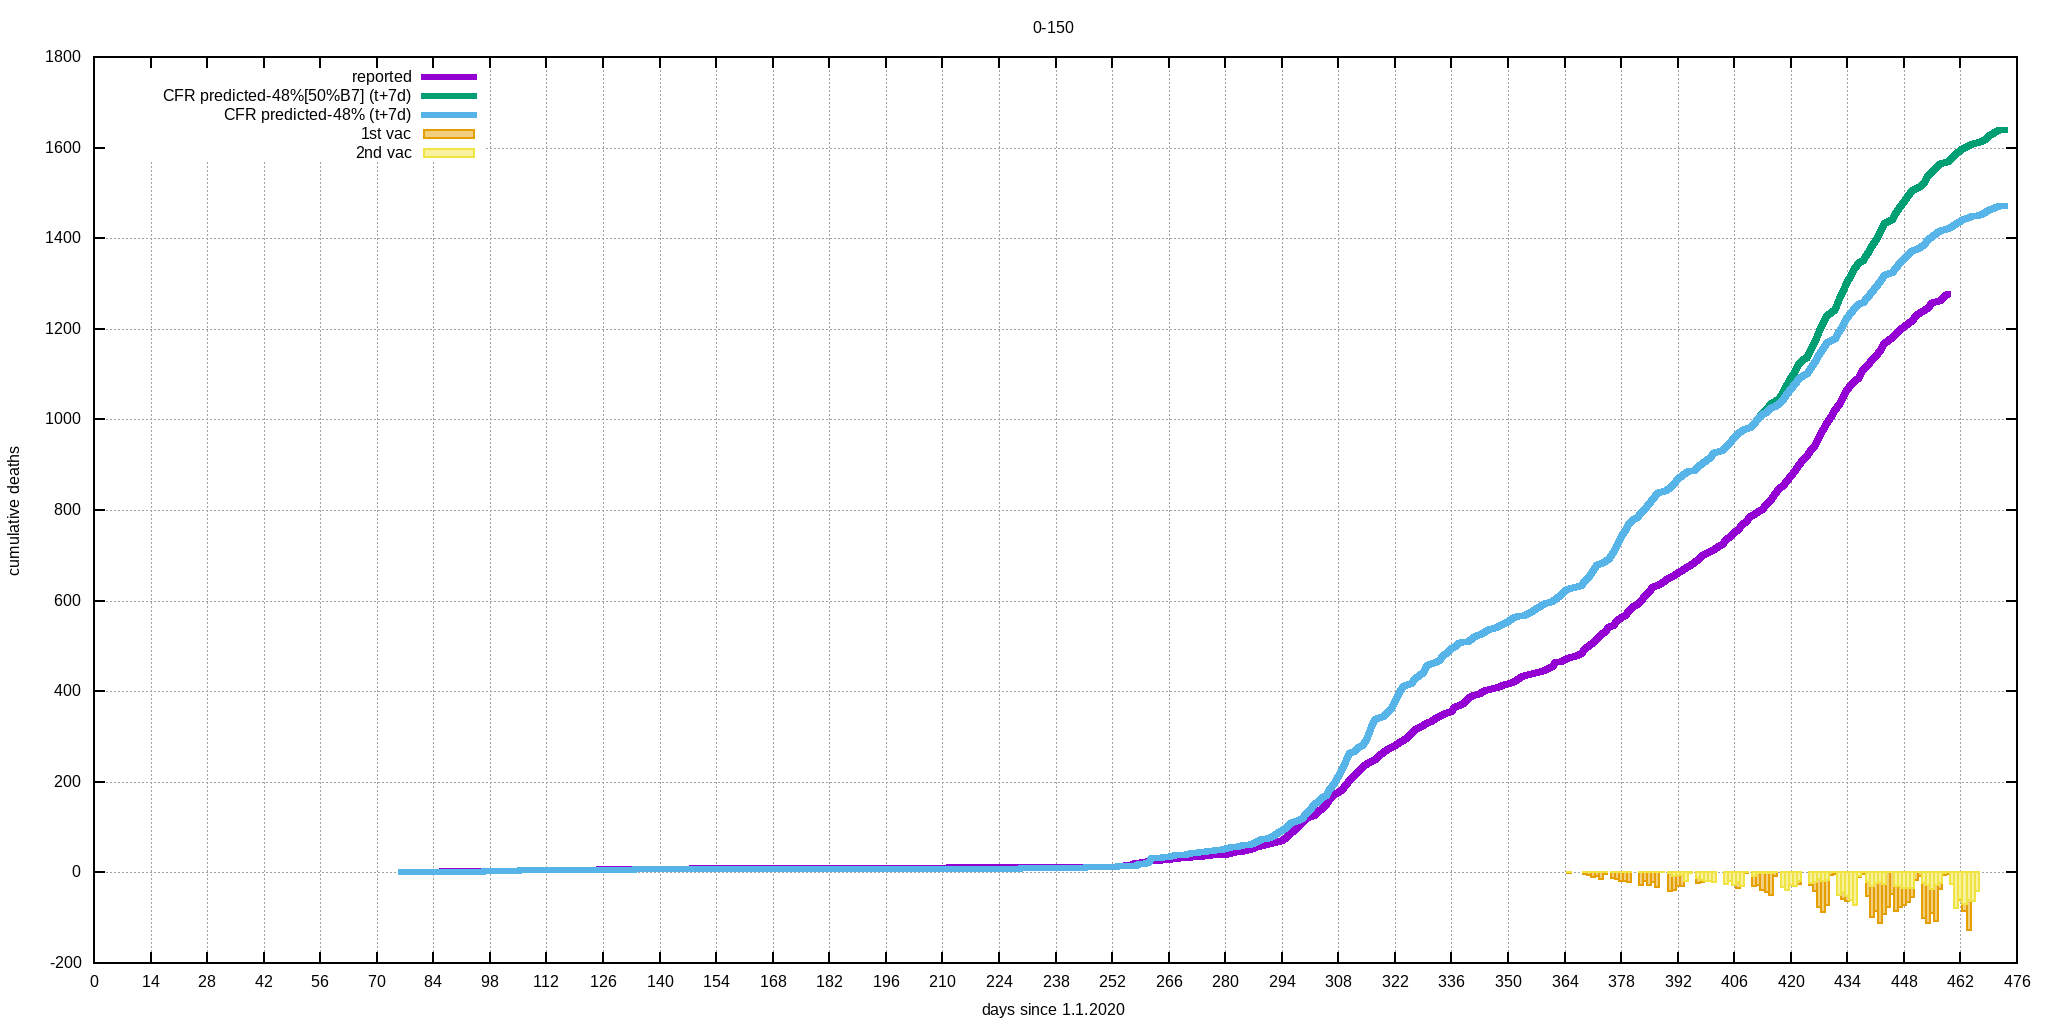 0-150
1800
1600
1400
1200
1000
800
600
400
200
0
-200
cumulative deaths
reported
CFR predicted-48%[50%B7] (t+7d)
CFR predicted-48% (t+7d)
1st vac
2nd vac
0 14 28 42 56 70 84 98 112 126 140 154 168 182 196 210 224 238 252 266 280 294 308 322 336 350 364 378 392 406 420 434 448 462 476
days since 1.1.2020